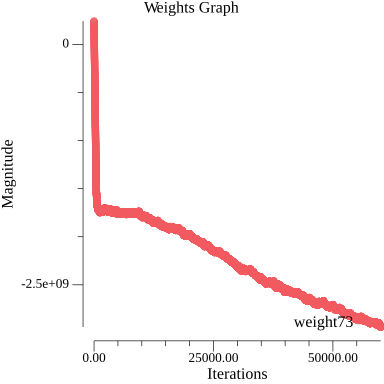 Weights Graph
0
Magnitude
-2.5e+09
weight73
0.00
25000.00
50000.00
Iterations